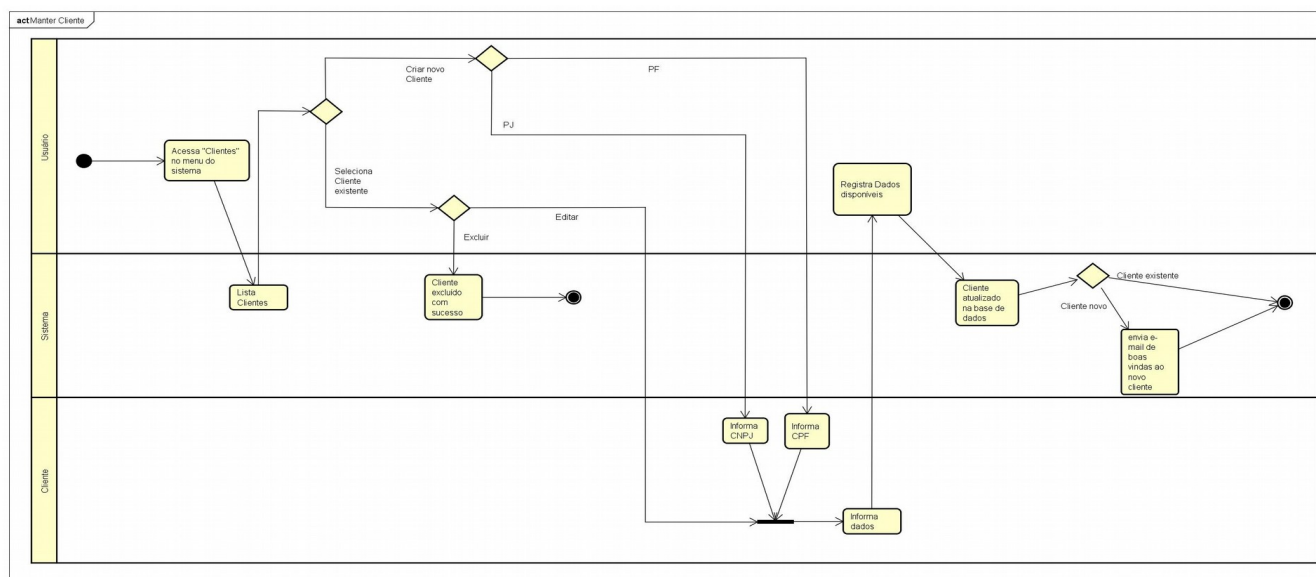 act Manter Cliente
Usuário
Acessa "Clientes"
no menu do
sistema
Criar novo
Cliente
PF
PJ
Seleciona
Cliente
existente
Editar
Excluir
Registra Dados
disponíveis
Sistema
Lista
Clientes
Cliente
excluído
com
sucesso
Cliente
atualizado
na base de
dados
Cliente existente
Cliente novo
envia e-
mail de
boas
vindas ao
novo
cliente
Cliente
Informa
CNPJ
Informa
CPF
Informa
dados